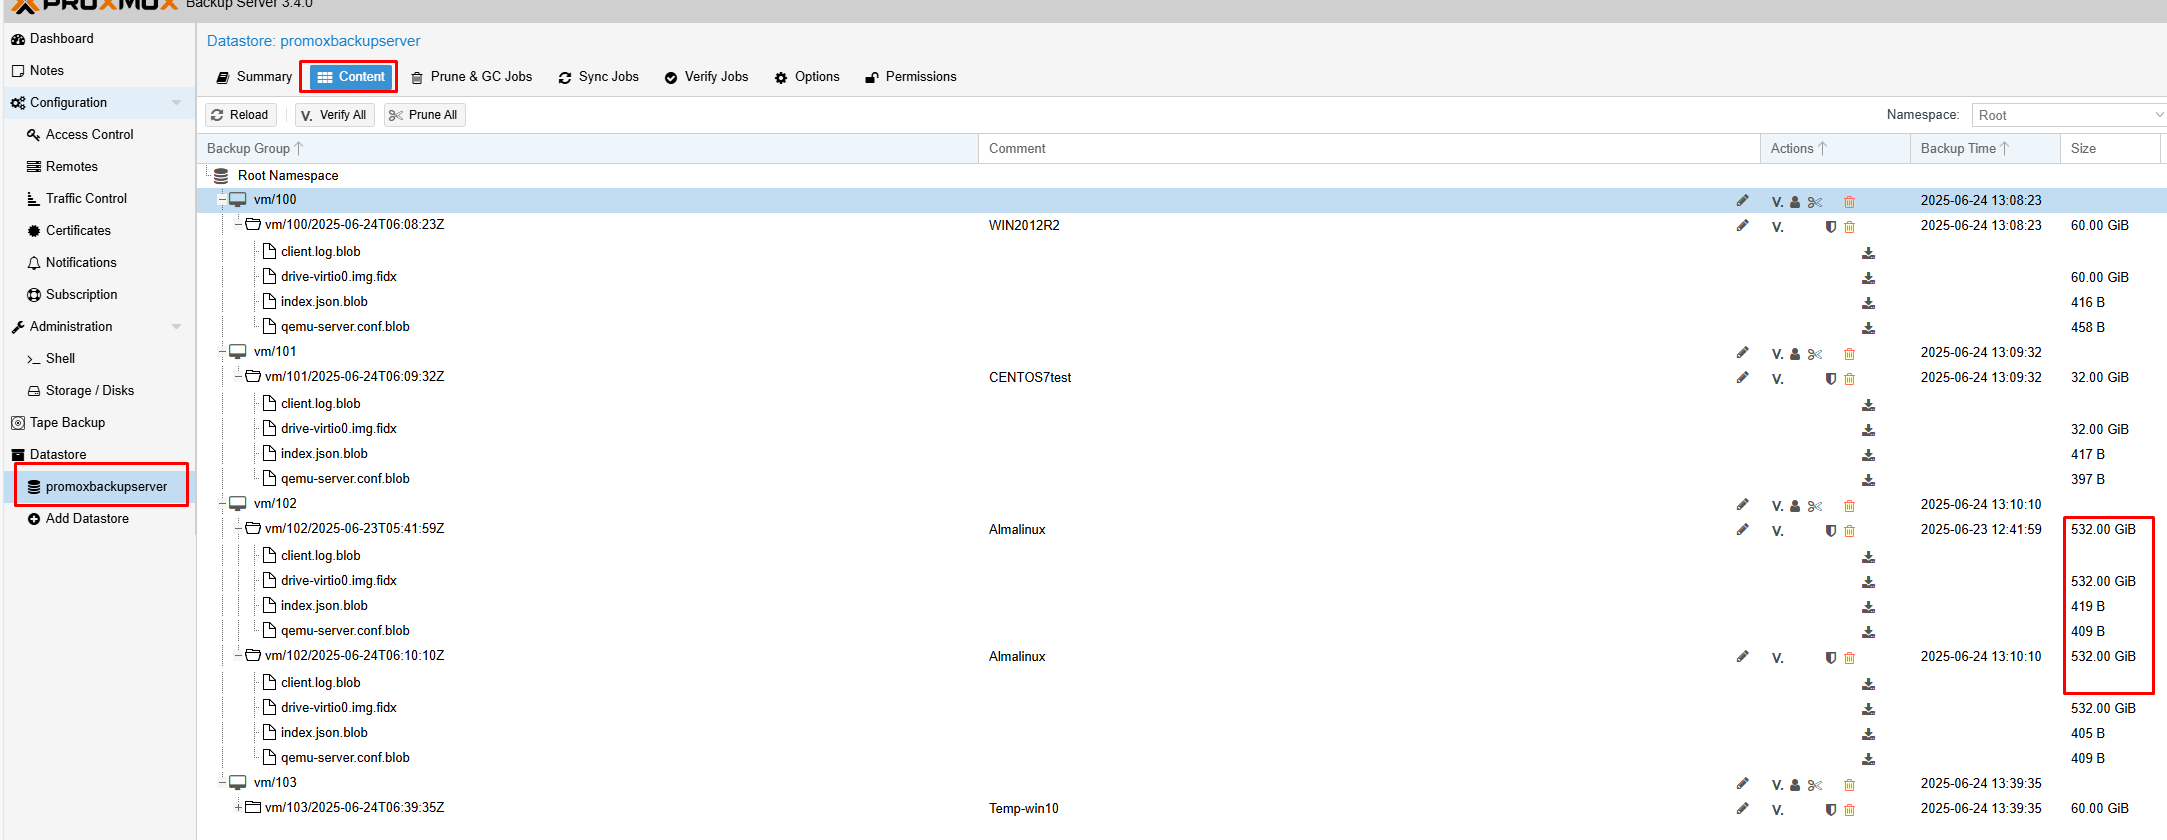 PROXMOX Backup Server 3.4.0
Dashboard
Notes
Configuration
Access Control
Remotes
Traffic Control
Certificates
Notifications
Subscription
Administration
Shell
Storage / Disks
Tape Backup
Datastore
promoxbackupserver
Add Datastore
Datastore: promoxbackupserver
Summary Content Prune & GC Jobs Sync Jobs Verify Jobs Options Permissions
Reload V. Verify All Prune All Namespace: Root
Backup Group Comment Actions Backup Time Size
Root Namespace
vm/100 V. 2025-06-24 13:08:23
vm/100/2025-06-24T06:08:23Z WIN2012R2 V. 2025-06-24 13:08:23 60.00 GiB
client.log.blob
drive-virtio0.img.fidx 60.00 GiB
index.json.blob 416 B
qemu-server.conf.blob 458 B
vm/101 V. 2025-06-24 13:09:32
vm/101/2025-06-24T06:09:32Z CENTOS7test V. 2025-06-24 13:09:32 32.00 GiB
client.log.blob
drive-virtio0.img.fidx 32.00 GiB
index.json.blob 417 B
qemu-server.conf.blob 397 B
vm/102 V. 2025-06-24 13:10:10
vm/102/2025-06-23T05:41:59Z Almalinux V. 2025-06-23 12:41:59 532.00 GiB
client.log.blob
drive-virtio0.img.fidx 532.00 GiB
index.json.blob 419 B
qemu-server.conf.blob 409 B
vm/102/2025-06-24T06:10:10Z Almalinux V. 2025-06-24 13:10:10 532.00 GiB
client.log.blob
drive-virtio0.img.fidx 532.00 GiB
index.json.blob 405 B
qemu-server.conf.blob 409 B
vm/103 V. 2025-06-24 13:39:35
vm/103/2025-06-24T06:39:35Z Temp-win10 V. 2025-06-24 13:39:35 60.00 GiB